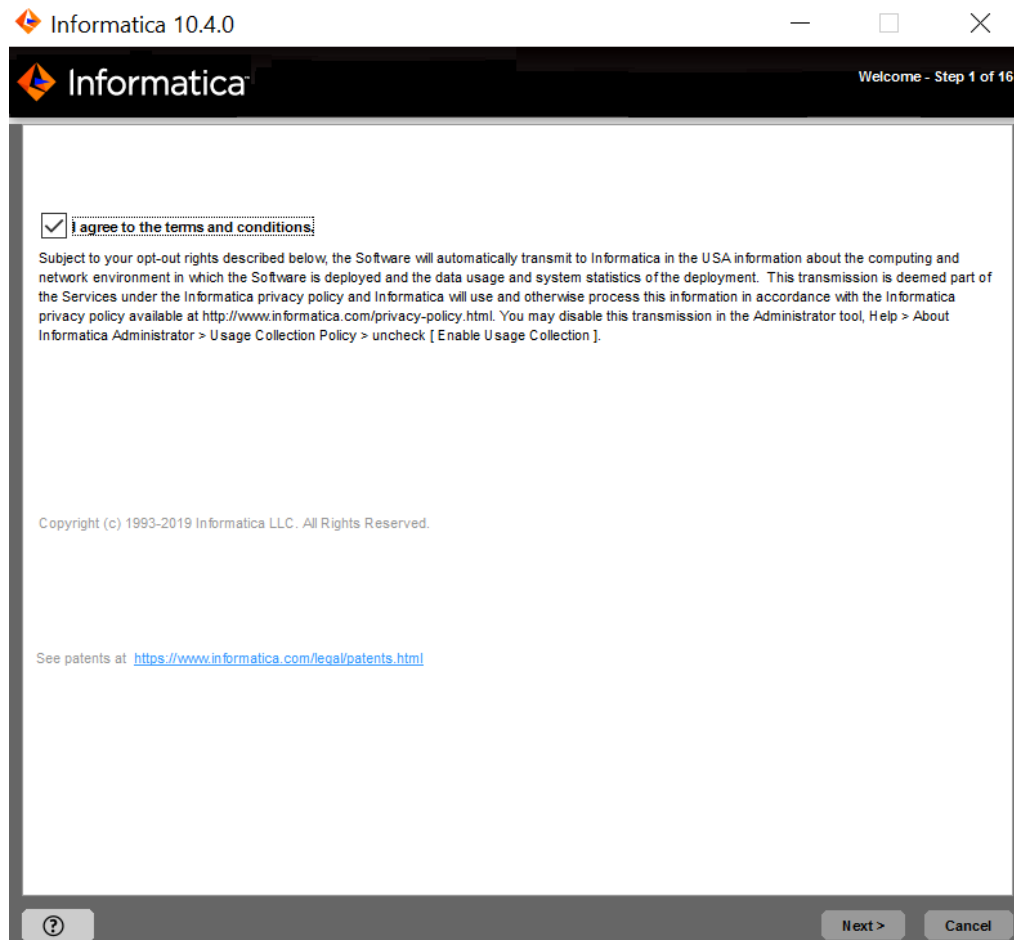 Informatica 10.4.0
Informatica
Welcome - Step 1 of 16
I agree to the terms and conditions.
Subject to your opt-out rights described below, the Software will automatically transmit to Informatica in the USA information about the computing and
network environment in which the Software is deployed and the data usage and system statistics of the deployment.  This transmission is deemed part of
the Services under the Informatica privacy policy and Informatica will use and otherwise process this information in accordance with the Informatica
privacy policy available at http://www.informatica.com/privacy-policy.html. You may disable this transmission in the Administrator tool, Help > About
Informatica Administrator > Usage Collection Policy > uncheck [ Enable Usage Collection ].
Copyright (c) 1993-2019 Informatica LLC. All Rights Reserved.
See patents at https://www.informatica.com/legal/patents.html
?
Next >
Cancel